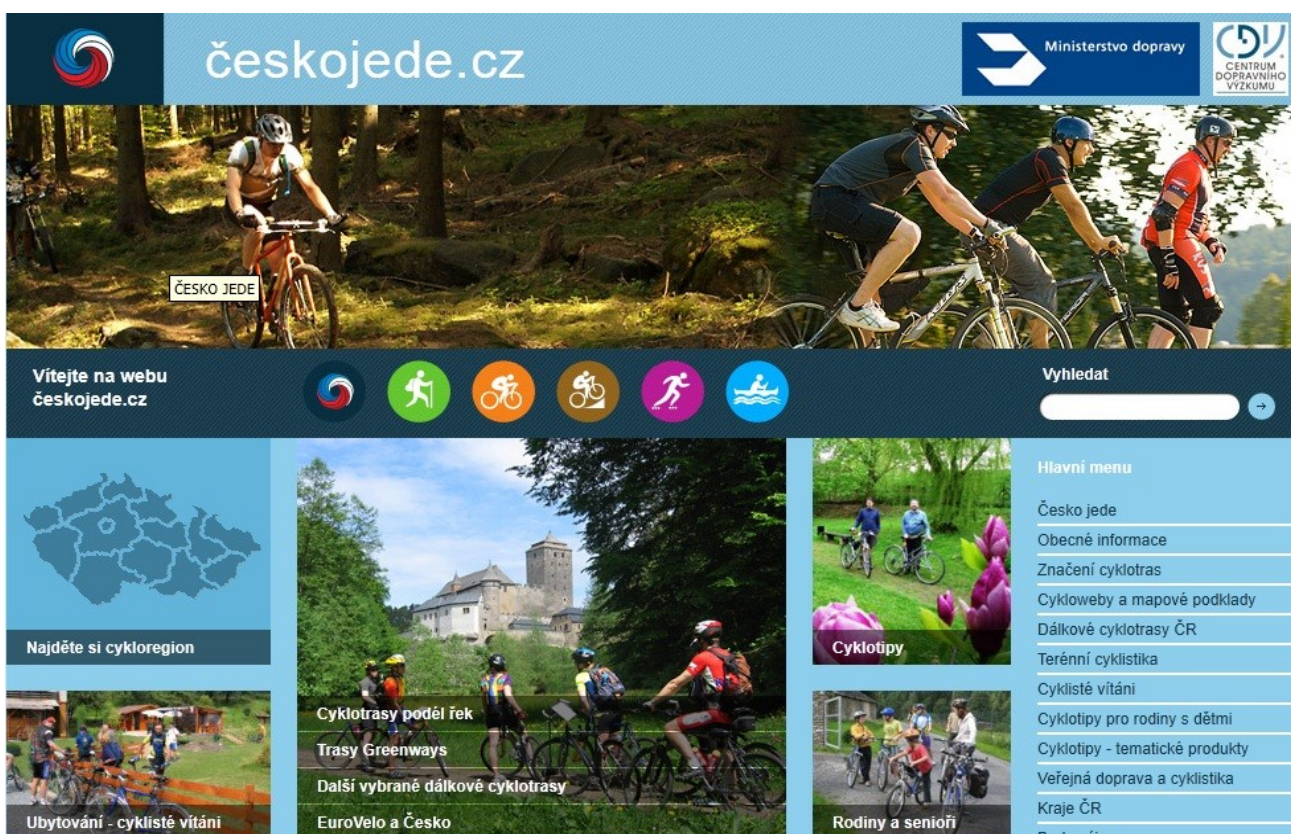 českojede.cz
Ministerstvo dopravy
CDV
CENTRUM
DOPRAVNÍHO
VÝZKUMU
ČESKO JEDE
Vítejte na webu
českojede.cz
Vyhledat
Najděte si cykloregion
Ubytování - cyklisté vítáni
Cyklotrasy podél řek
Trasy Greenways
Další vybrané dálkové cyklotrasy
EuroVelo a Česko
Cyklotipy
Rodiny a senioři
Hlavní menu
Česko jede
Obecné informace
Značení cyklotras
Cykloweby a mapové podklady
Dálkové cyklotrasy ČR
Terénní cyklistika
Cyklisté vítáni
Cyklotipy pro rodiny s dětmi
Cyklotipy - tematické produkty
Veřejná doprava a cyklistika
Kraje ČR